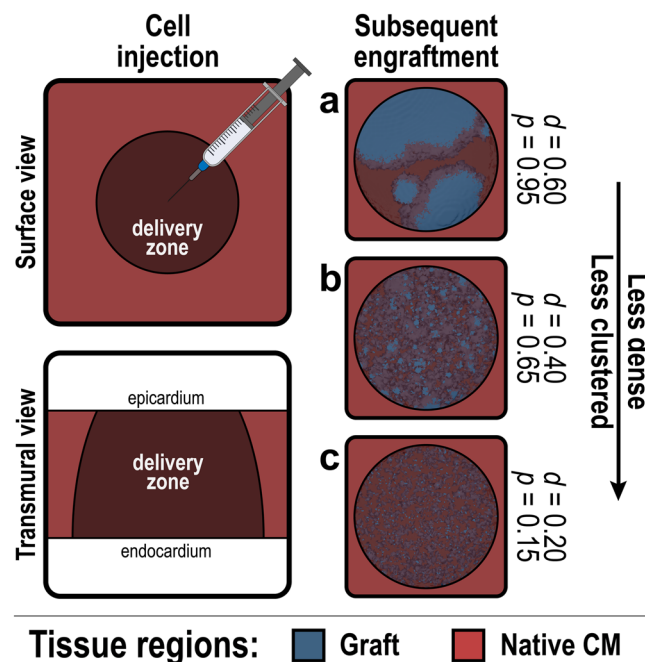 Cell
injection
Subsequent
engraftment
Surface view
delivery
zone
a
d = 0.60
p = 0.95
b
d = 0.40
p = 0.65
c
d = 0.20
p = 0.15
Less dense
Less clustered
Transmural view
epicardium
delivery
zone
endocardium
Tissue regions: Graft Native CM